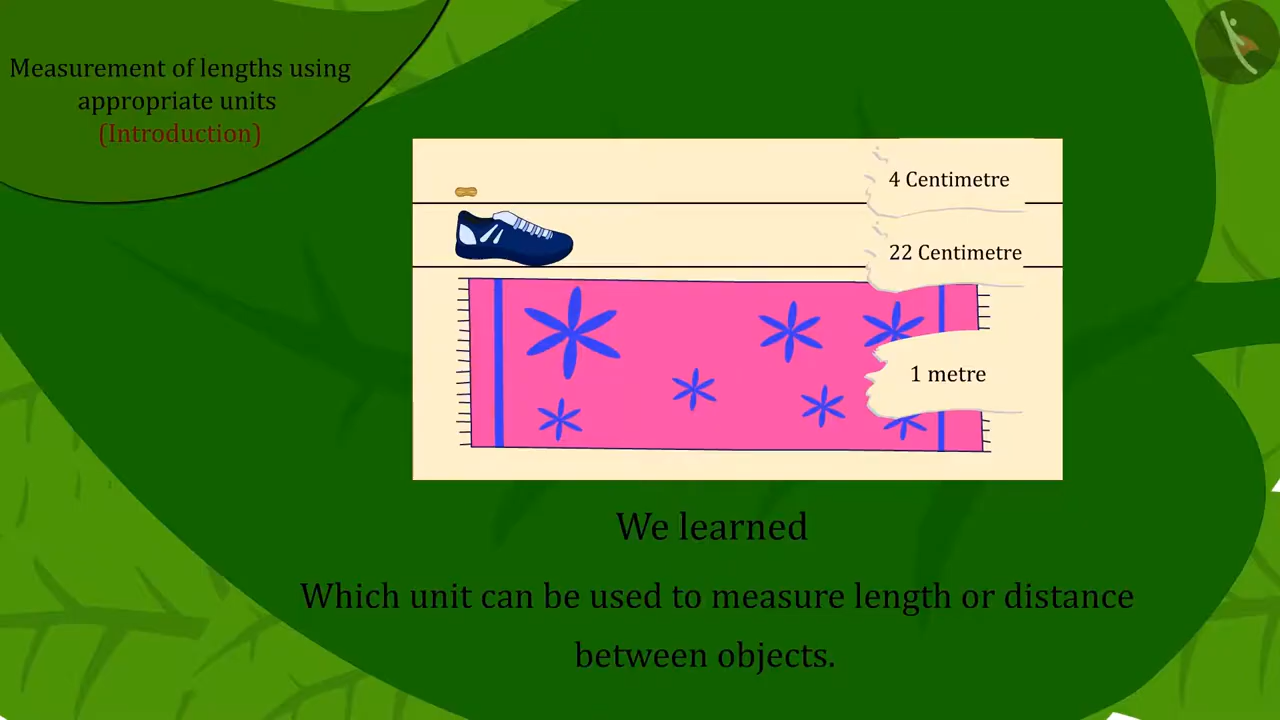 Measurement of lengths using
appropriate units
(Introduction)
4 Centimetre
22 Centimetre
1 metre
We learned
Which unit can be used to measure length or distance
between objects.